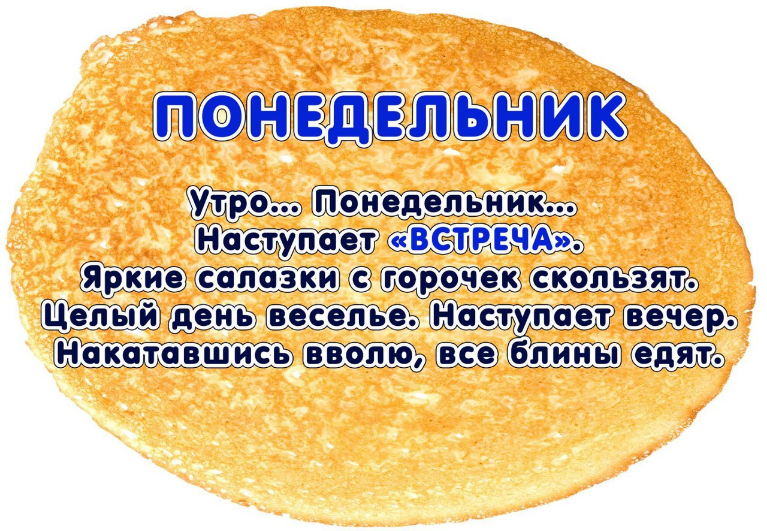 ПОНЕДЕЛЬНИК
Утро... Понедельник...
Наступает «ВСТРЕЧА».
Яркие салазки с горочек скользят.
Целый день веселье. Наступает вечер.
Накатавшись вволю, все блины едят.